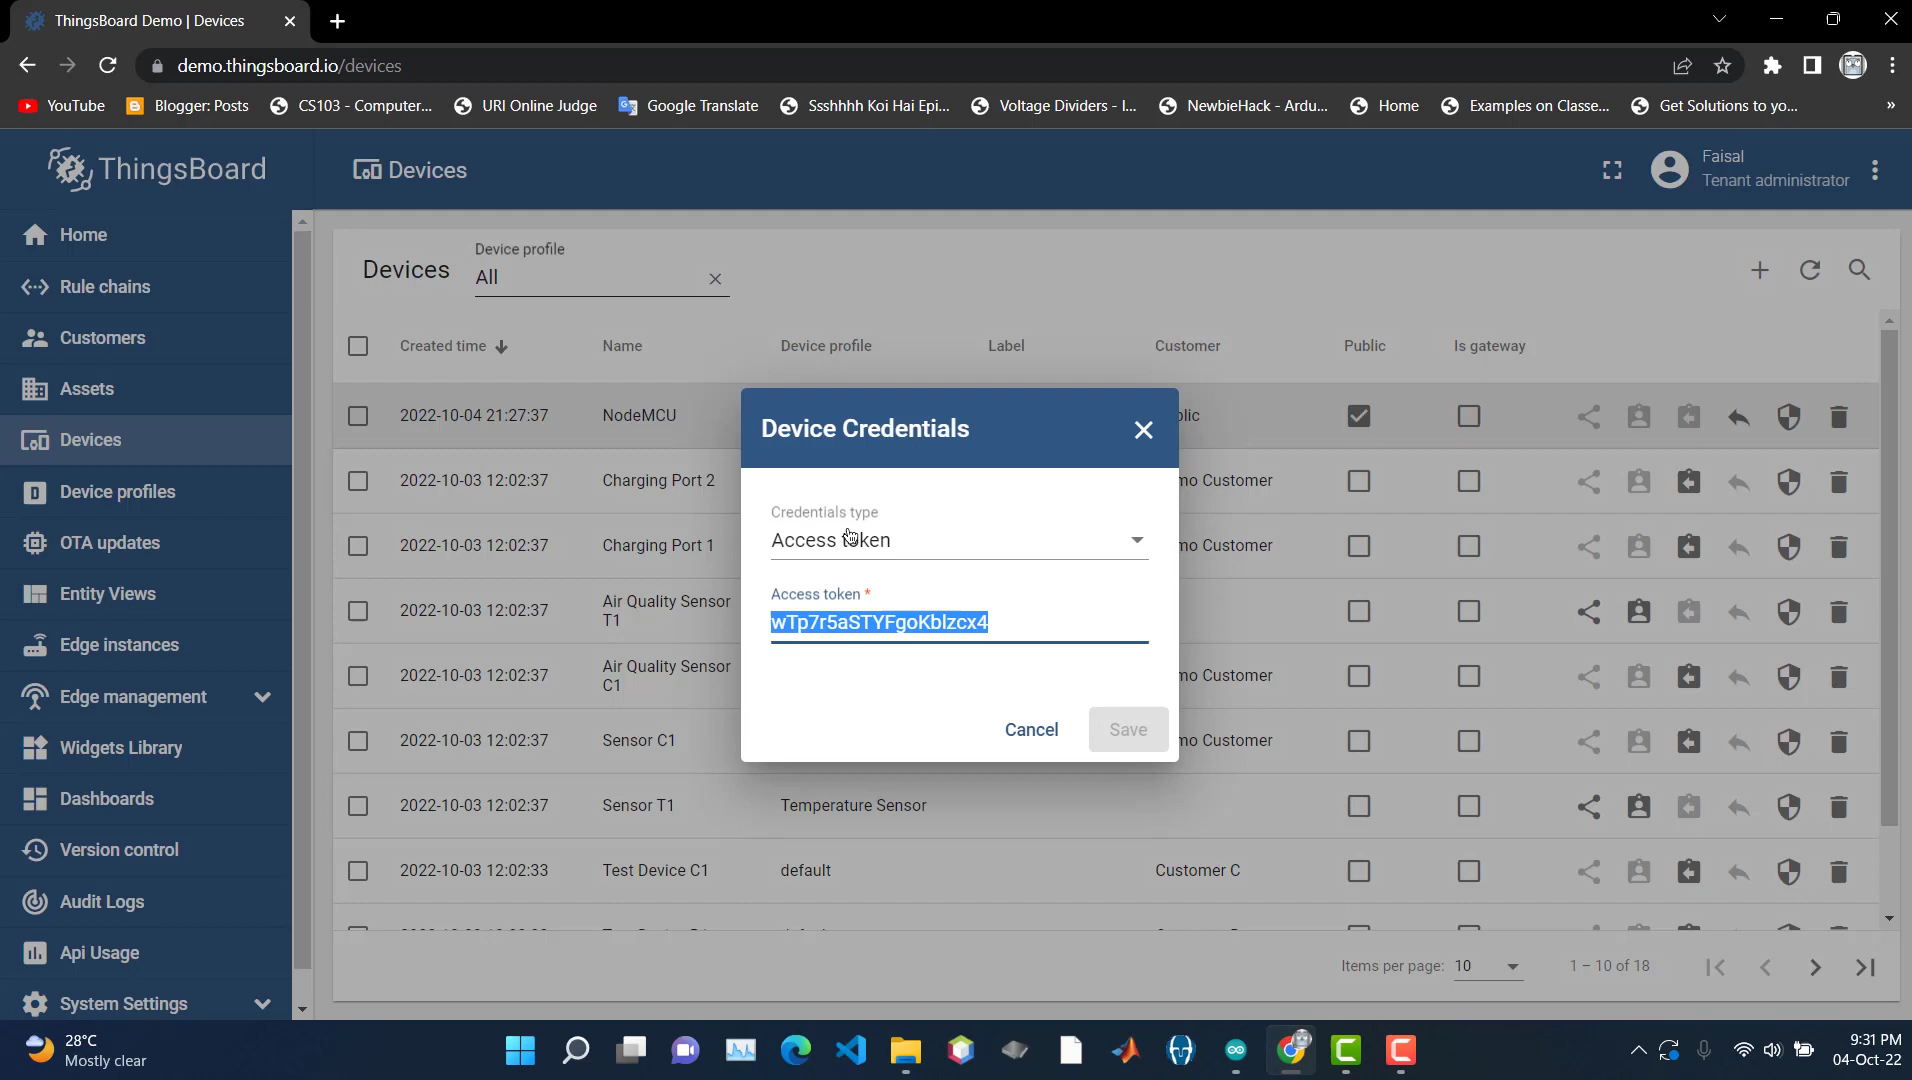 ThingsBoard Demo | Devices
demo.thingsboard.io/devices
YouTube Blogger: Posts CS103 - Computer... URI Online Judge Google Translate Ssshhhh Koi Hai Epi... Voltage Dividers - I... NewbieHack - Ardu... Home Examples on Classe... Get Solutions to yo... »
ThingsBoard
Devices
Faisal
Tenant administrator
Home
Rule chains
Customers
Assets
Devices
Device profiles
OTA updates
Entity Views
Edge instances
Edge management
Widgets Library
Dashboards
Version control
Audit Logs
Api Usage
System Settings
Devices
Device profile
All
Created time Name Device profile Label Customer Public Is gateway
2022-10-04 21:27:37 NodeMCU blic
2022-10-03 12:02:37 Charging Port 2 mo Customer
2022-10-03 12:02:37 Charging Port 1 mo Customer
2022-10-03 12:02:37 Air Quality Sensor
T1
2022-10-03 12:02:37 Air Quality Sensor
C1 mo Customer
2022-10-03 12:02:37 Sensor C1 mo Customer
2022-10-03 12:02:37 Sensor T1 Temperature Sensor
2022-10-03 12:02:33 Test Device C1 default Customer C
Device Credentials
Credentials type
Access token
Access token *
wTp7r5aSTYFgoKblzcx4
Cancel Save
Items per page: 10 1 – 10 of 18
28°C
Mostly clear
9:31 PM
04-Oct-22